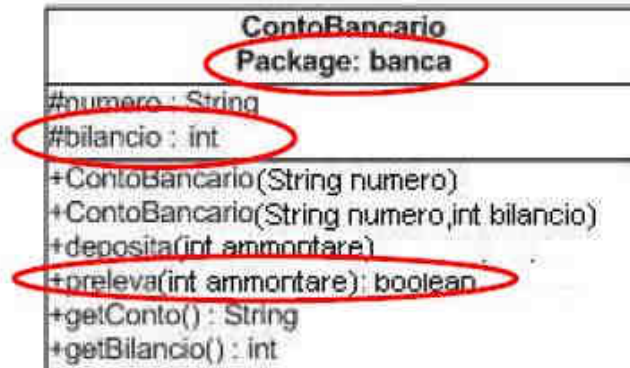 ContoBancario
Package: banca
#numero : String
#bilancio : int
+ContoBancario(String numero)
+ContoBancario(String numero,int bilancio)
+deposita(int ammontare)
+preleva(int ammontare): boolean
+getConto() : String
+getBilancio() : int